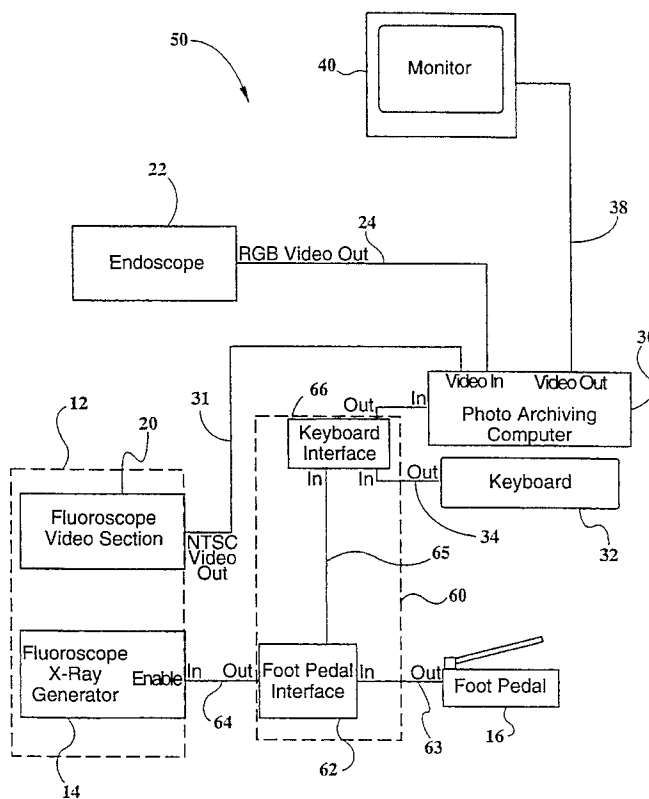 50
40
Monitor
22
Endoscope
RGB Video Out
24
38
30
Video In Video Out
Photo Archiving
Computer
31
66
Out
In
Keyboard
Interface
In In
Out
Keyboard
34
32
12
20
Fluoroscope
Video Section
NTSC
Video
Out
65
60
Fluoroscope
X-Ray
Generator
Enable
In Out
64
Foot Pedal
Interface
In Out
63
Foot Pedal
16
14
62